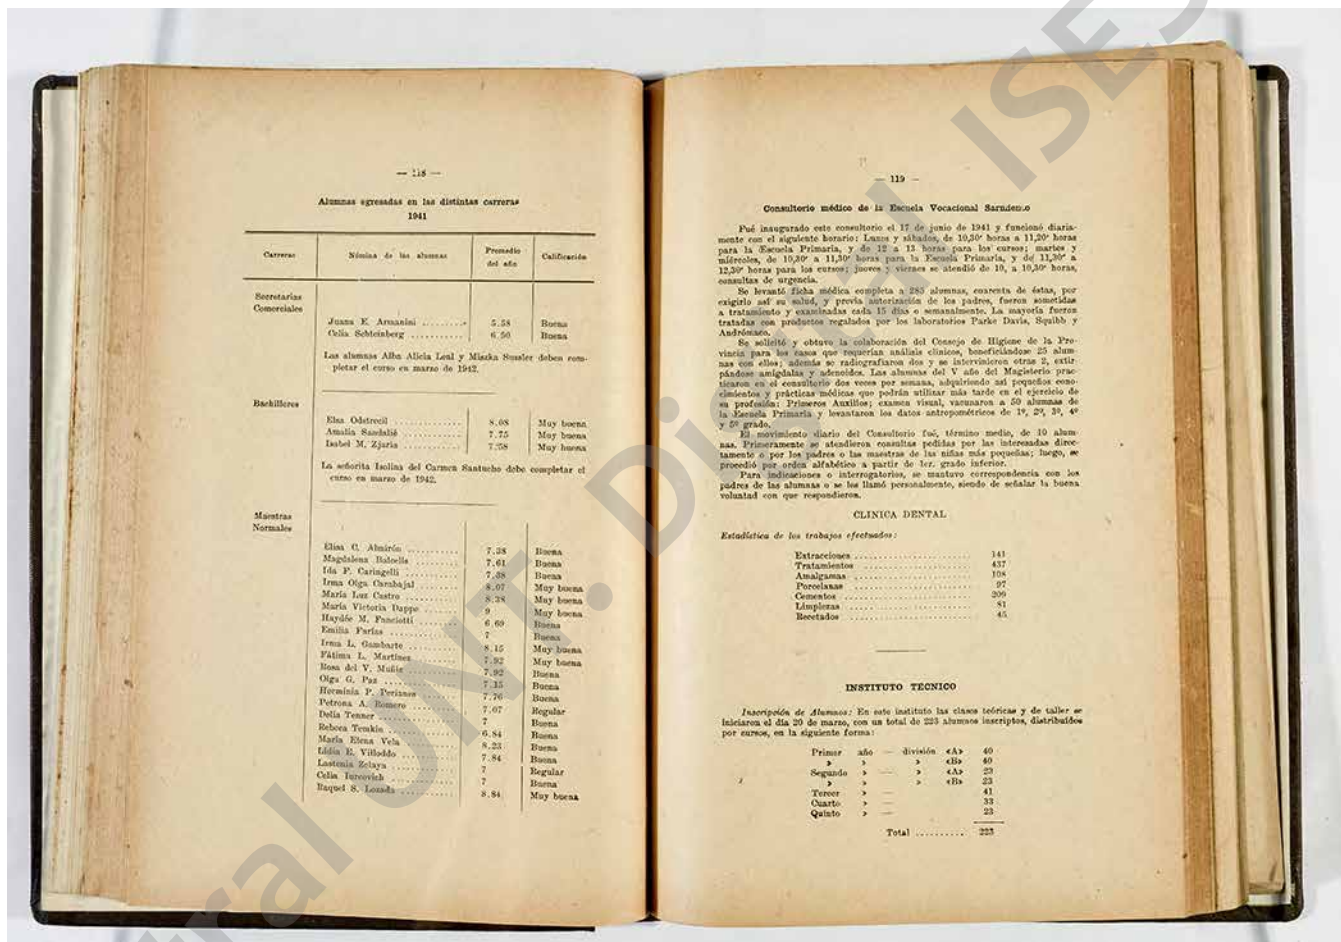 — 118 —
Alumnas egresadas en las distintas carreras
1941
Carreras Nómina de las alumnas Promedio del año Calificación
Secretarias
Comerciales
Juana E. Armanini 5.58 Buena
Celia Schteinberg 6.50 Buena
Las alumnas Alba Alicia Leal y Miszka Sussler deben com-
pletar el curso en marzo de 1942.
Bachilleres
Elsa Odstrecil 8.08 Muy buena
Amalia Sandalié 7.75 Muy buena
Isabel M. Zjaria 7.58 Muy buena
La señorita Isolina del Carmen Santucho debe completar el
curso en marzo de 1942.
Maestras
Normales
Elisa C. Almirón 7.38 Buena
Magdalena Balcells 7.61 Buena
Ida F. Caringelli 7.38 Buena
Irma Olga Carabajal 8.07 Muy buena
María Luz Castro 8.38 Muy buena
María Victoria Dappe 9 Muy buena
Haydée M. Fanciotti 6.69 Buena
Emilia Farías 7 Buena
Irma L. Gambarte 8.15 Muy buena
Fátima L. Martínez 7.92 Muy buena
Rosa del V. Muñiz 7.92 Buena
Olga G. Paz 7.15 Buena
Herminia P. Perianez 7.76 Buena
Petrona A. Romero 7.07 Regular
Delia Tenner 7 Buena
Rebeca Temkin 6.84 Buena
María Elena Vela 8.23 Buena
Lidia E. Villoddo 7.84 Buena
Lastenia Zelaya 7 Regular
Celia Iurcovich 7 Buena
Raquel S. Lozada 8.84 Muy buena
— 119 —
Consultorio médico de la Escuela Vocacional Sarmiento
Fué inaugurado este consultorio el 17 de junio de 1941 y funcionó diaria-
mente con el siguiente horario: Lunes y sábados, de 10,30' horas a 11,20' horas
para la Escuela Primaria, y de 12 a 13 horas para los cursos; martes y
miércoles, de 10,30' a 11,30' horas para la Escuela Primaria, y de 11,30' a
12,30' horas para los cursos; jueves y viernes se atendió de 10, a 10,30' horas,
consultas de urgencia.
Se levantó ficha médica completa a 285 alumnas, cuarenta de éstas, por
exigirlo así su salud, y previa autorización de los padres, fueron sometidas
a tratamiento y examinadas cada 15 días o semanalmente. La mayoría fueron
tratadas con productos regalados por los laboratorios Parke Davis, Squibb y
Andrómaco.
Se solicitó y obtuvo la colaboración del Consejo de Higiene de la Pro-
vincia para los casos que requerían análisis clínicos, beneficiándose 25 alum-
nas con ellos; además se radiografiaron dos y se intervinieron otras 2, extir-
pándose amígdalas y adenoides. Las alumnas del V año del Magisterio prac-
ticaron en el consultorio dos veces por semana, adquiriendo así pequeños cono-
cimientos y prácticas médicas que podrán utilizar más tarde en el ejercicio de
su profesión: Primeros Auxilios; examen visual, vacunaron a 50 alumnas de
la Escuela Primaria y levantaron los datos antropométricos de 1º, 2º, 3º, 4º
y 5º grado.
El movimiento diario del Consultorio fué, término medio, de 10 alum-
nas. Primeramente se atendieron consultas pedidas por las interesadas direc-
tamente o por los padres o las maestras de las niñas más pequeñas; luego, se
procedió por orden alfabético a partir de 1er. grado inferior.
Para indicaciones o interrogatorios, se mantuvo correspondencia con los
padres de las alumnas o se les llamó personalmente, siendo de señalar la buena
voluntad con que respondieron.
CLINICA DENTAL
Estadística de los trabajos efectuados:
Extracciones 141
Tratamientos 437
Amalgamas 108
Porcelanas 97
Cementos 209
Limpiezas 81
Recetados 45
INSTITUTO TECNICO
Inscripción de Alumnos: En este instituto las clases teóricas y de taller se
iniciaron el día 20 de marzo, con un total de 223 alumnos inscriptos, distribuídos
por cursos, en la siguiente forma:
Primer año — división «A» 40
» » » «B» 40
Segundo » — » «A» 23
» » » «B» 23
Tercer » — 41
Cuarto » — 33
Quinto » — 23
Total .......... 223
tral UNT. Digital ISES